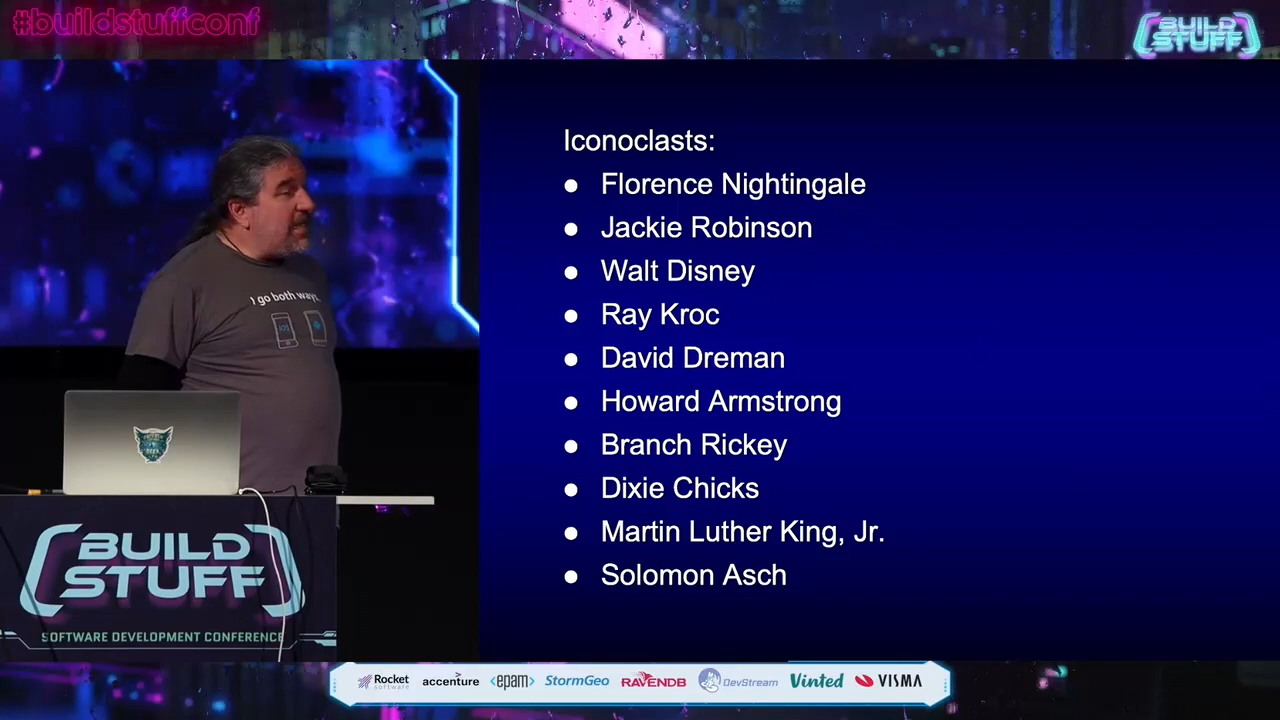 #buildstuffconf
BUILD
STUFF
Iconoclasts:
● Florence Nightingale
● Jackie Robinson
● Walt Disney
● Ray Kroc
● David Dreman
● Howard Armstrong
● Branch Rickey
● Dixie Chicks
● Martin Luther King, Jr.
● Solomon Asch
I go both ways.
iOS
BUILD
STUFF
SOFTWARE DEVELOPMENT CONFERENCE
Rocket
software
accenture
<epam>
StormGeo
RAVENDB
DevStream
Vinted
VISMA